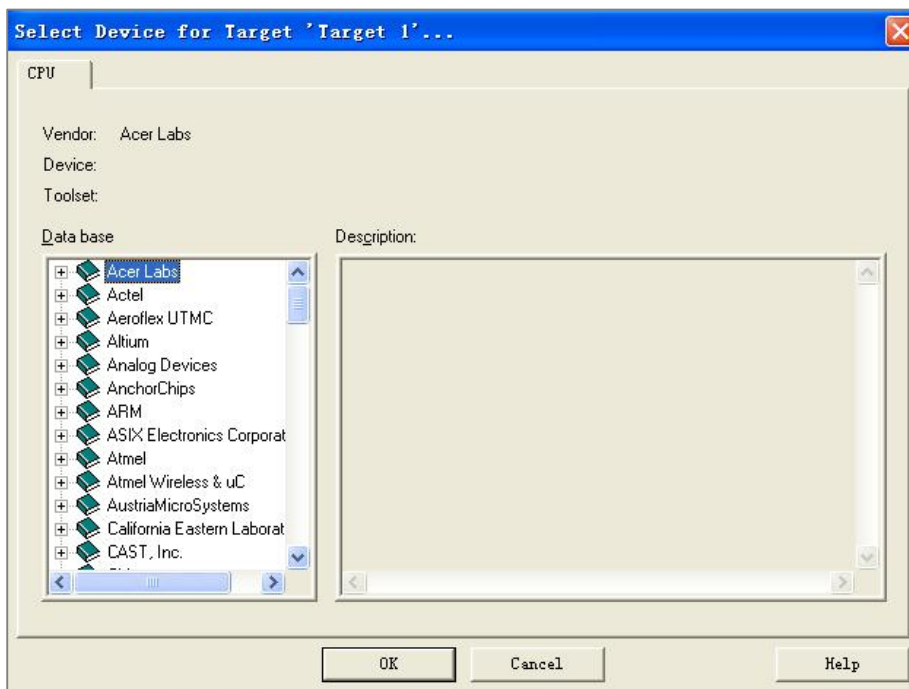 Select Device for Target 'Target 1'...
CPU
Vendor: Acer Labs
Device:
Toolset:
Data base
Description:
Acer Labs
Actel
Aeroflex UTMC
Altium
Analog Devices
AnchorChips
ARM
ASIX Electronics Corporat
Atmel
Atmel Wireless & uC
AustriaMicroSystems
California Eastern Laborat
CAST, Inc.
OK
Cancel
Help